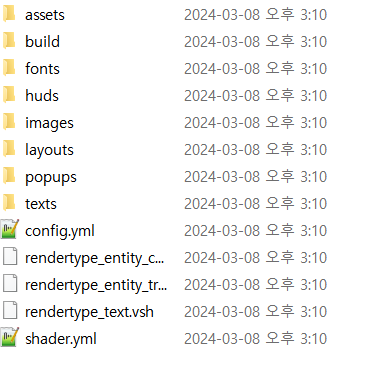 assets 2024-03-08 오후 3:10
build 2024-03-08 오후 3:10
fonts 2024-03-08 오후 3:10
huds 2024-03-08 오후 3:10
images 2024-03-08 오후 3:10
layouts 2024-03-08 오후 3:10
popups 2024-03-08 오후 3:10
texts 2024-03-08 오후 3:10
config.yml 2024-03-08 오후 3:10
rendertype_entity_c... 2024-03-08 오후 3:10
rendertype_entity_tr... 2024-03-08 오후 3:10
rendertype_text.vsh 2024-03-08 오후 3:10
shader.yml 2024-03-08 오후 3:10